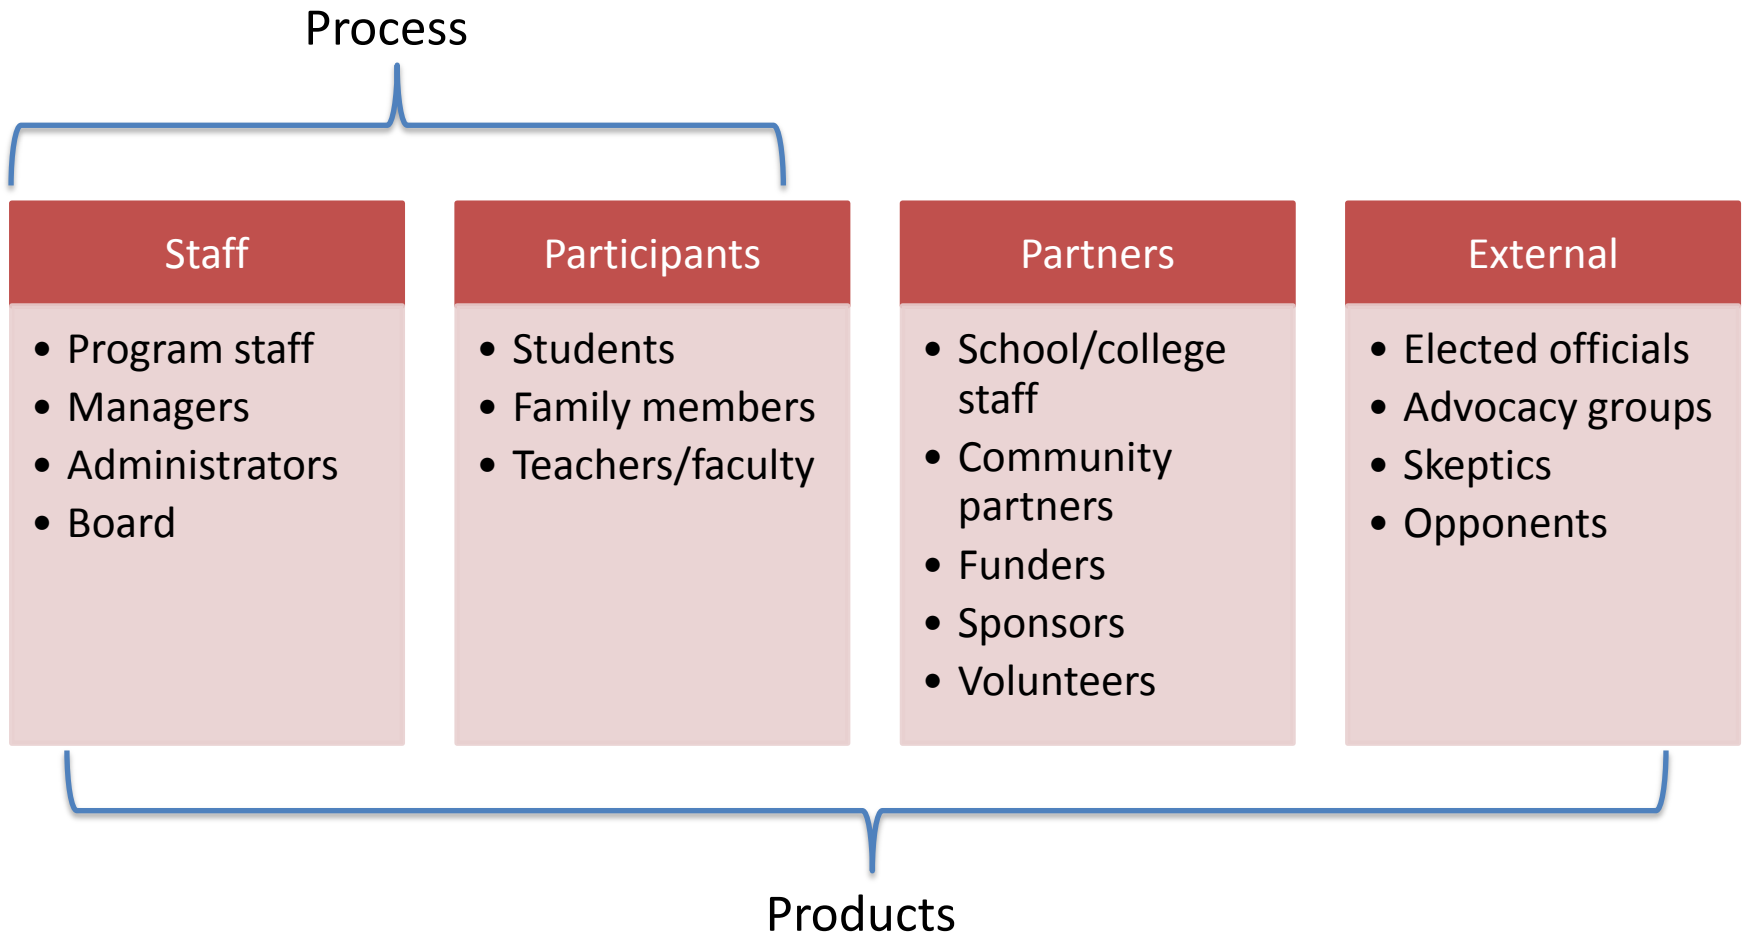 Process
Staff
• Program staff
• Managers
• Administrators
• Board
Participants
• Students
• Family members
• Teachers/faculty
Partners
• School/college
staff
• Community
partners
• Funders
• Sponsors
• Volunteers
External
• Elected officials
• Advocacy groups
• Skeptics
• Opponents
Products